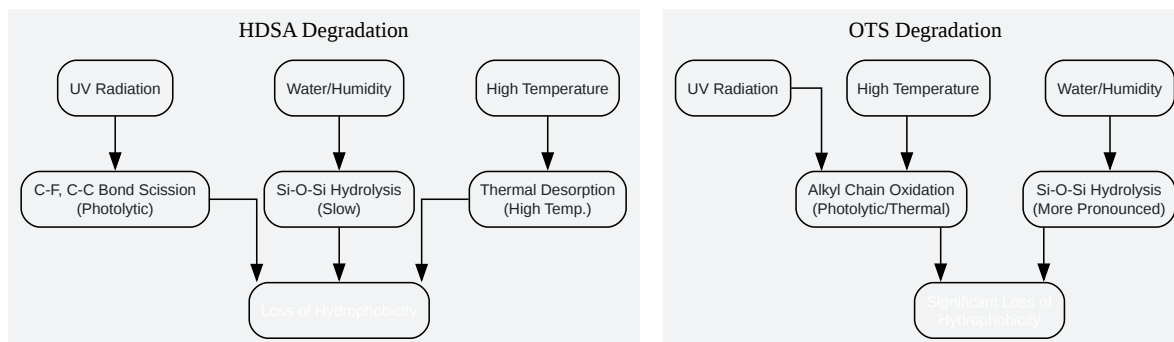 HDSA Degradation
UV Radiation
Water/Humidity
High Temperature
C-F, C-C Bond Scission
(Photolytic)
Si-O-Si Hydrolysis
(Slow)
Thermal Desorption
(High Temp.)
Loss of Hydrophobicity
OTS Degradation
UV Radiation
High Temperature
Water/Humidity
Alkyl Chain Oxidation
(Photolytic/Thermal)
Si-O-Si Hydrolysis
(More Pronounced)
Significant Loss of
Hydrophobicity